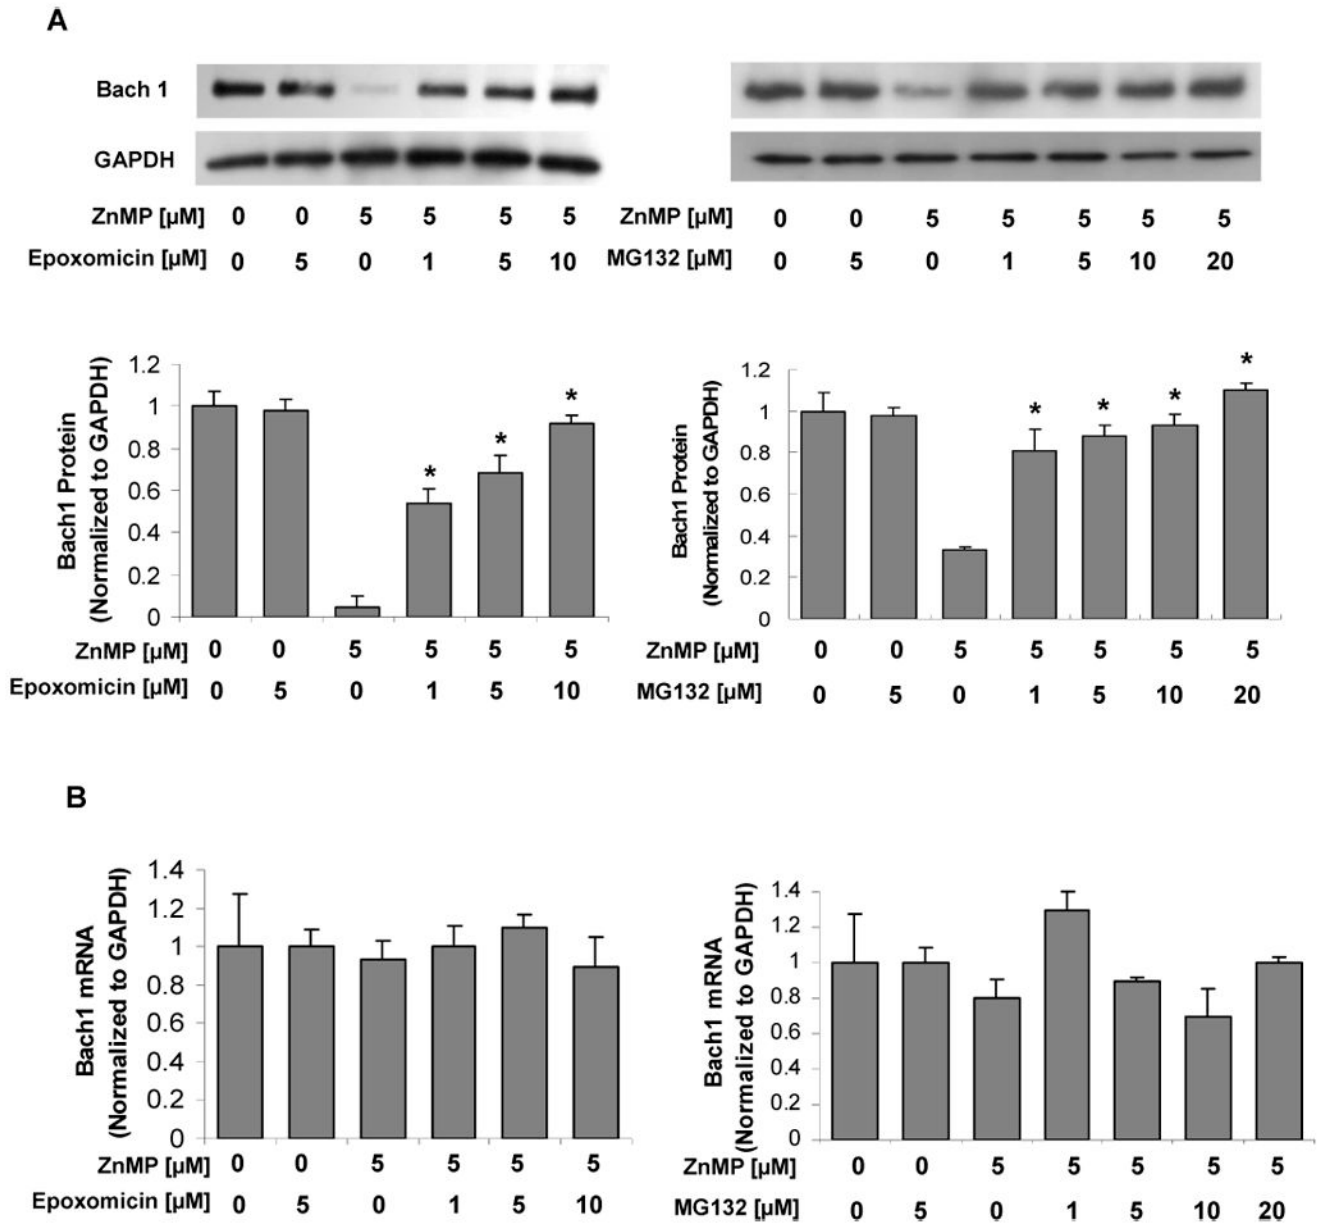 A
Bach 1
GAPDH
ZnMP [µM] 0 0 5 5 5 5
Epoxomicin [µM] 0 5 0 1 5 10
ZnMP [µM] 0 0 5 5 5 5 5
MG132 [µM] 0 5 0 1 5 10 20
Bach1 Protein
(Normalized to GAPDH)
1.2
1
0.8
0.6
0.4
0.2
0
* * *
ZnMP [µM] 0 0 5 5 5 5
Epoxomicin [µM] 0 5 0 1 5 10
Bach1 Protein
(Normalized to GAPDH)
1.2
1
0.8
0.6
0.4
0.2
0
* * * *
ZnMP [µM] 0 0 5 5 5 5 5
MG132 [µM] 0 5 0 1 5 10 20
B
Bach1 mRNA
(Normalized to GAPDH)
1.4
1.2
1
0.8
0.6
0.4
0.2
0
ZnMP [µM] 0 0 5 5 5 5
Epoxomicin [µM] 0 5 0 1 5 10
Bach1 mRNA
(Normalized to GAPDH)
1.4
1.2
1
0.8
0.6
0.4
0.2
0
ZnMP [µM] 0 0 5 5 5 5 5
MG132 [µM] 0 5 0 1 5 10 20